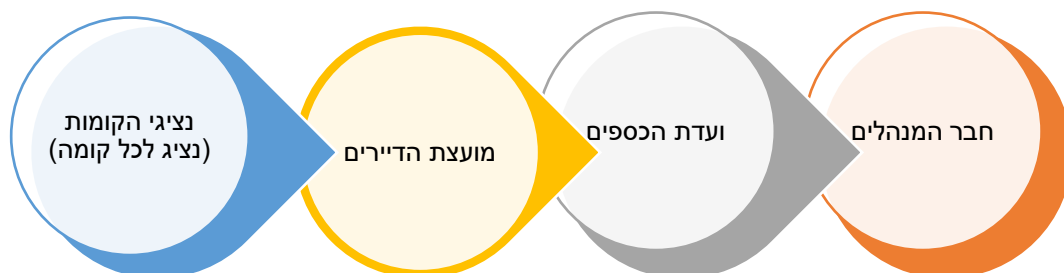 נציגי הקומות
(נציג לכל קומה)
מועצת הדיירים
ועדת הכספים
חבר המנהלים